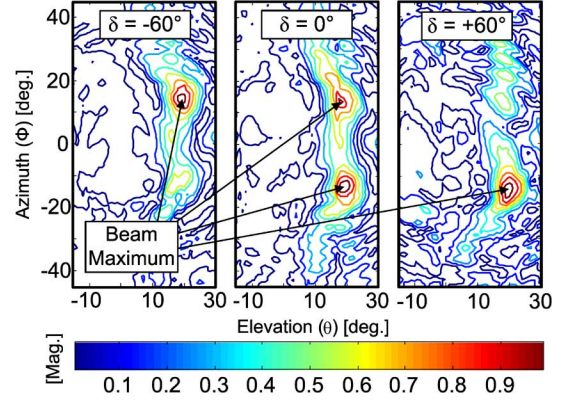 δ = -60°
δ = 0°
δ = +60°
Azimuth (Φ) [deg.]
40
20
0
-20
-40
Beam
Maximum
-10
10
30
-10
10
30
-10
10
30
Elevation (θ) [deg.]
[Mag.]
0.1
0.2
0.3
0.4
0.5
0.6
0.7
0.8
0.9